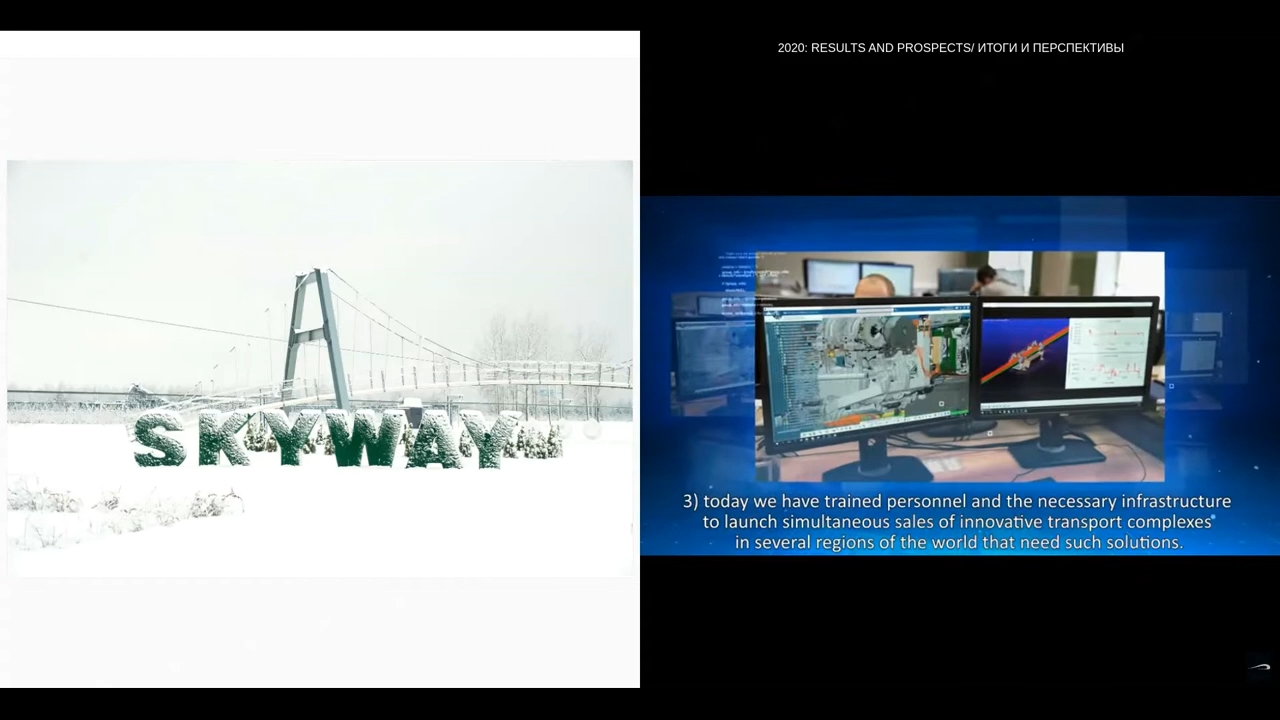 2020: RESULTS AND PROSPECTS/ ИТОГИ И ПЕРСПЕКТИВЫ
SKYWAY
3) today we have trained personnel and the necessary infrastructure
to launch simultaneous sales of innovative transport complexes
in several regions of the world that need such solutions.